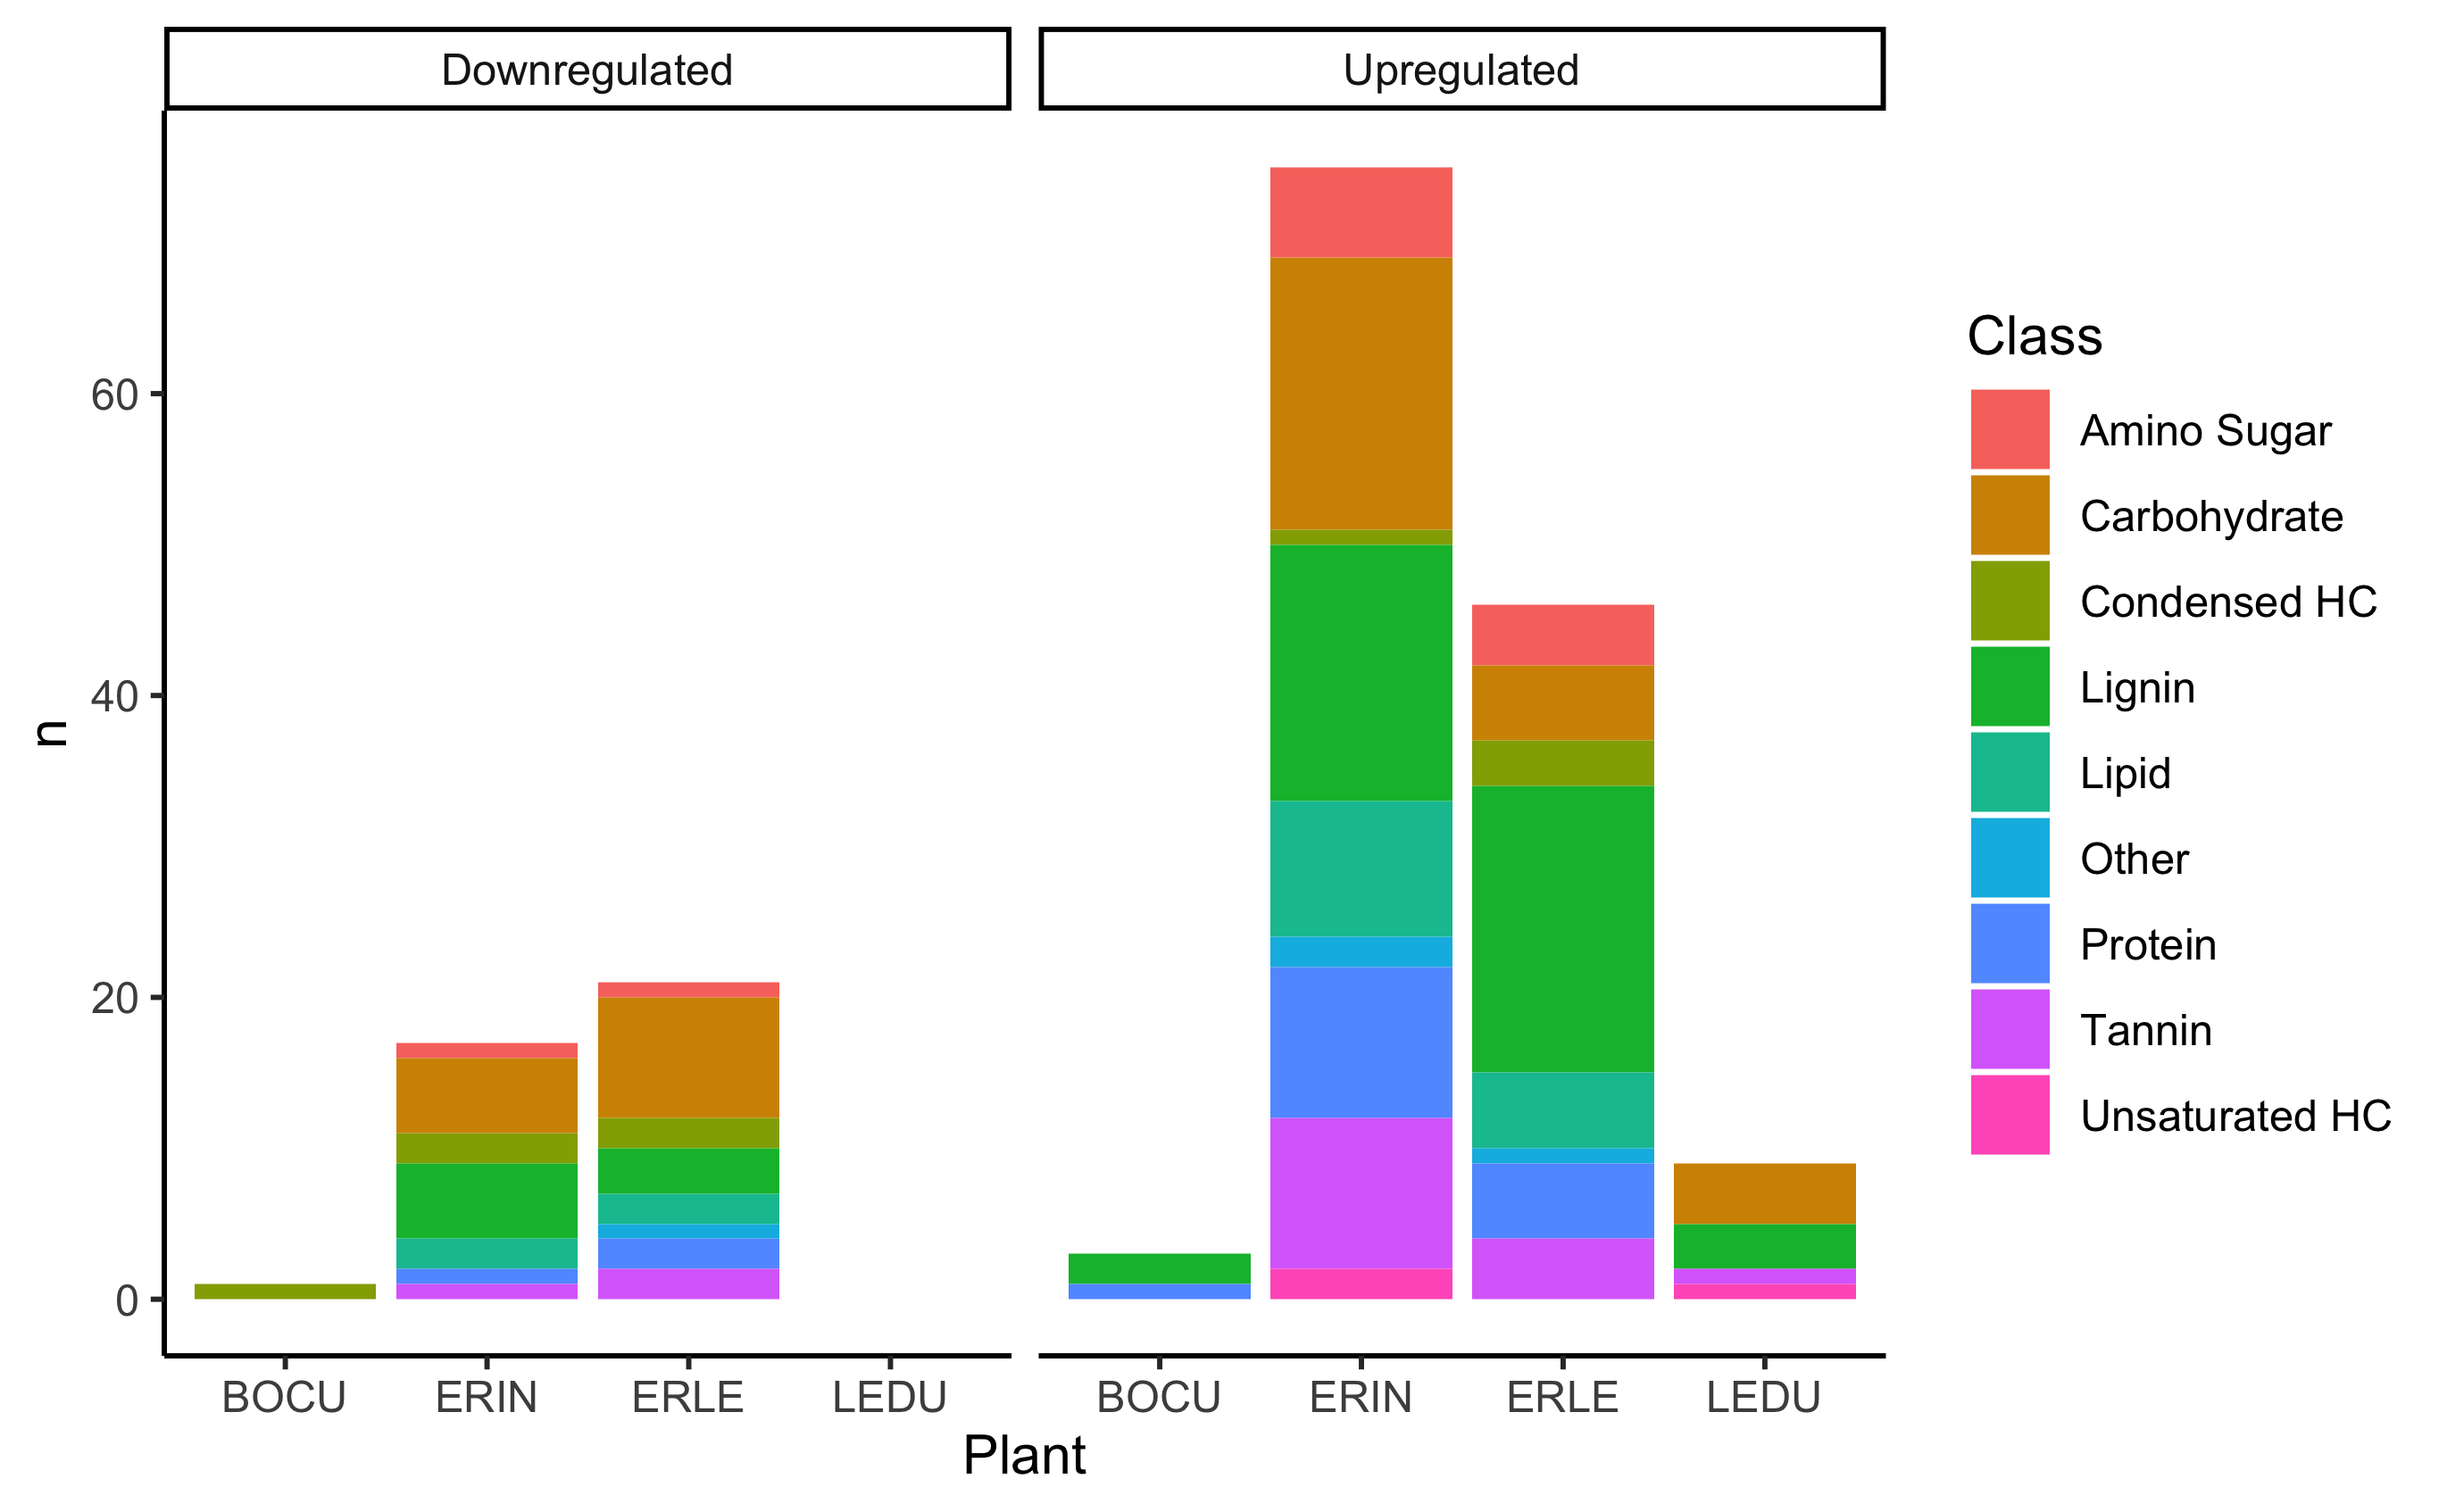 Downregulated
Upregulated
60
40
20
0
n
BOCU ERIN ERLE LEDU
BOCU ERIN ERLE LEDU
Plant
Class
Amino Sugar
Carbohydrate
Condensed HC
Lignin
Lipid
Other
Protein
Tannin
Unsaturated HC